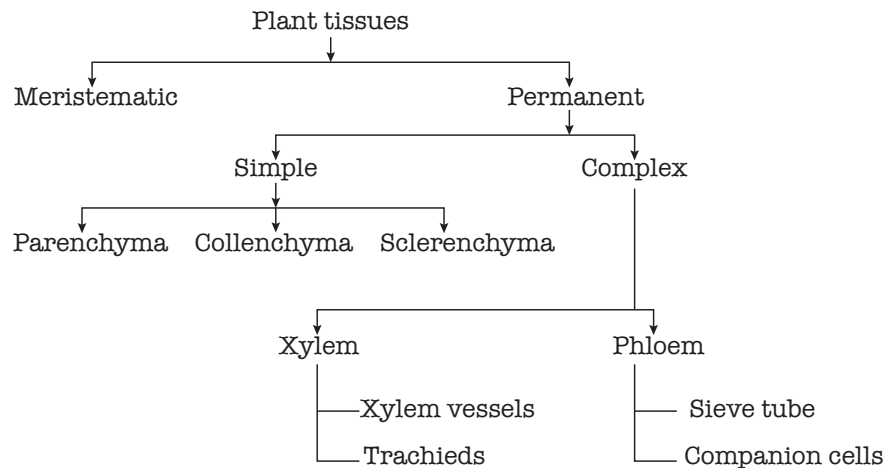 Plant tissues
Meristematic Permanent
Simple Complex
Parenchyma Collenchyma Sclerenchyma
Xylem Phloem
Xylem vessels Sieve tube
Trachieds Companion cells